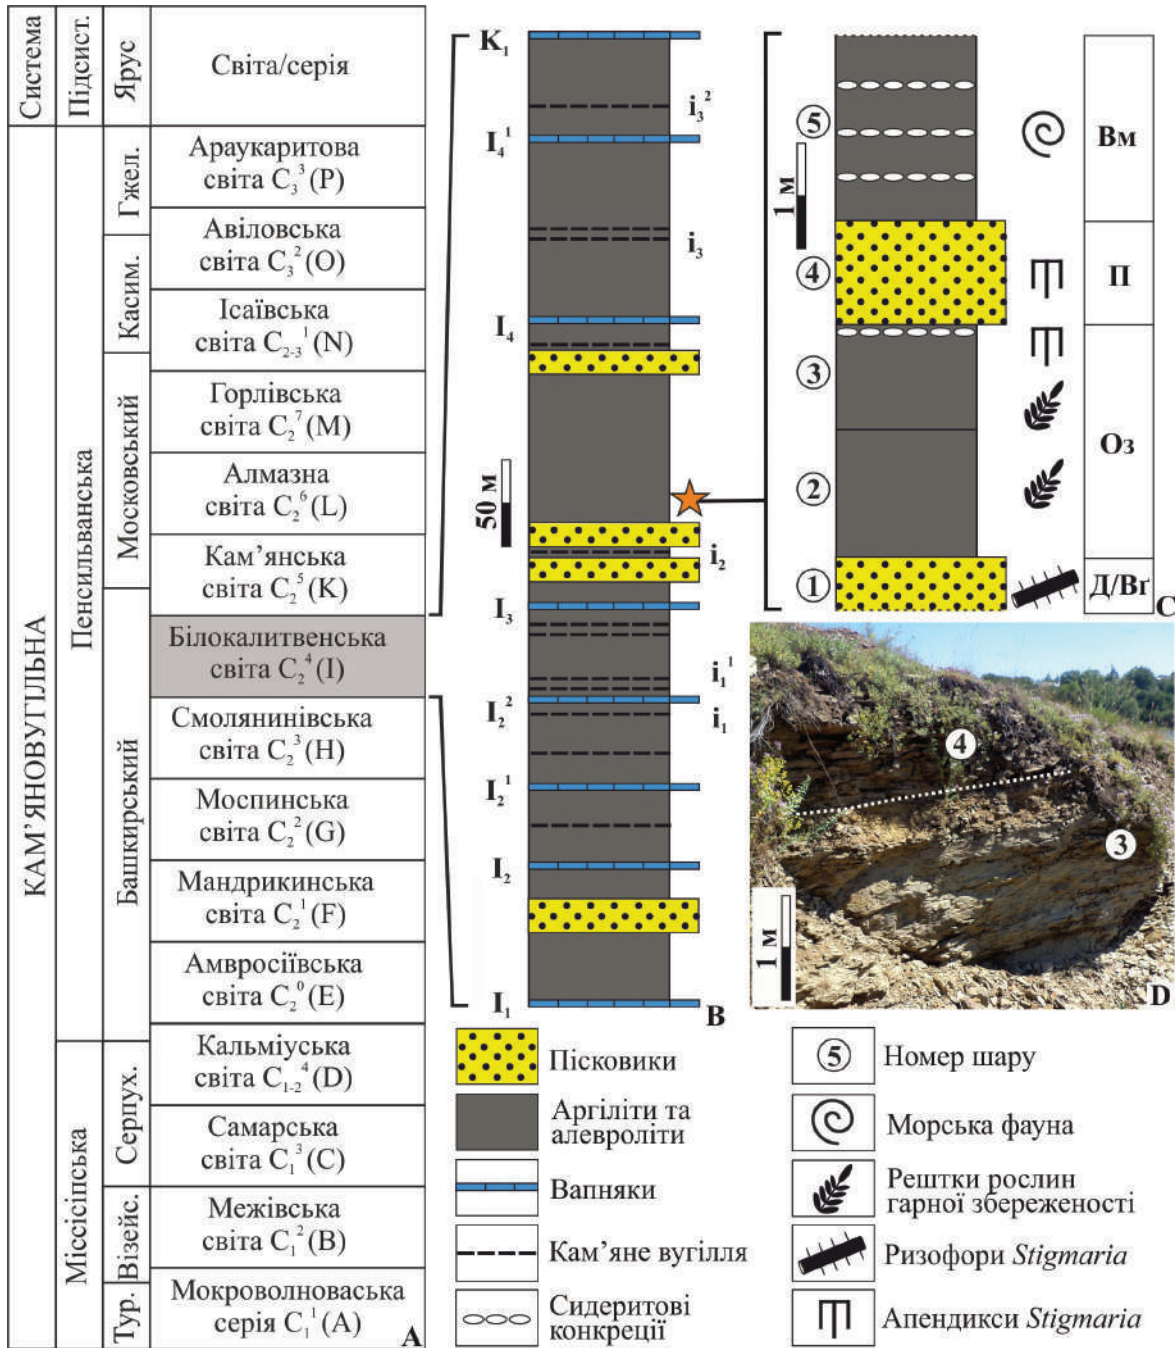 Система
Підсист.
Ярус
Світа/серія
КАМ’ЯНОВУГІЛЬНА
Пенсильванська
Міссісіпська
Гжел.
Касим.
Московський
Башкирський
Серпух.
Візейс.
Тур.
Араукаритова
світа C₃³(P)
Авіловська
світа C₃²(O)
Ісаївська
світа C₂₋₃¹(N)
Горлівська
світа C₂⁷(M)
Алмазна
світа C₂⁶(L)
Кам’янська
світа C₂⁵(K)
Білокалитвенська
світа C₂⁴(I)
Смолянинівська
світа C₂³(H)
Моспинська
світа C₂²(G)
Мандрикинська
світа C₂¹(F)
Амвросіївська
світа C₂⁰(E)
Кальміуська
світа C₁₋₂⁴(D)
Самарська
світа C₁³(C)
Межівська
світа C₁²(B)
Мокроволноваська
серія C₁¹(A)
A
K₁
i₃²
I₄¹
i₃
I₄
50 м
i₂
I₃
i₁¹
I₂²
i₁
I₂¹
I₂
I₁
B
5
1 м
4
3
2
1
Вм
П
Оз
Д/Вґ
C
4
3
1 м
D
Пісковики
Аргіліти та
алевроліти
Вапняки
Кам’яне вугілля
Сидеритові
конкреції
5
Номер шару
Морська фауна
Рештки рослин
гарної збереженості
Ризофори Stigmaria
Апендикси Stigmaria